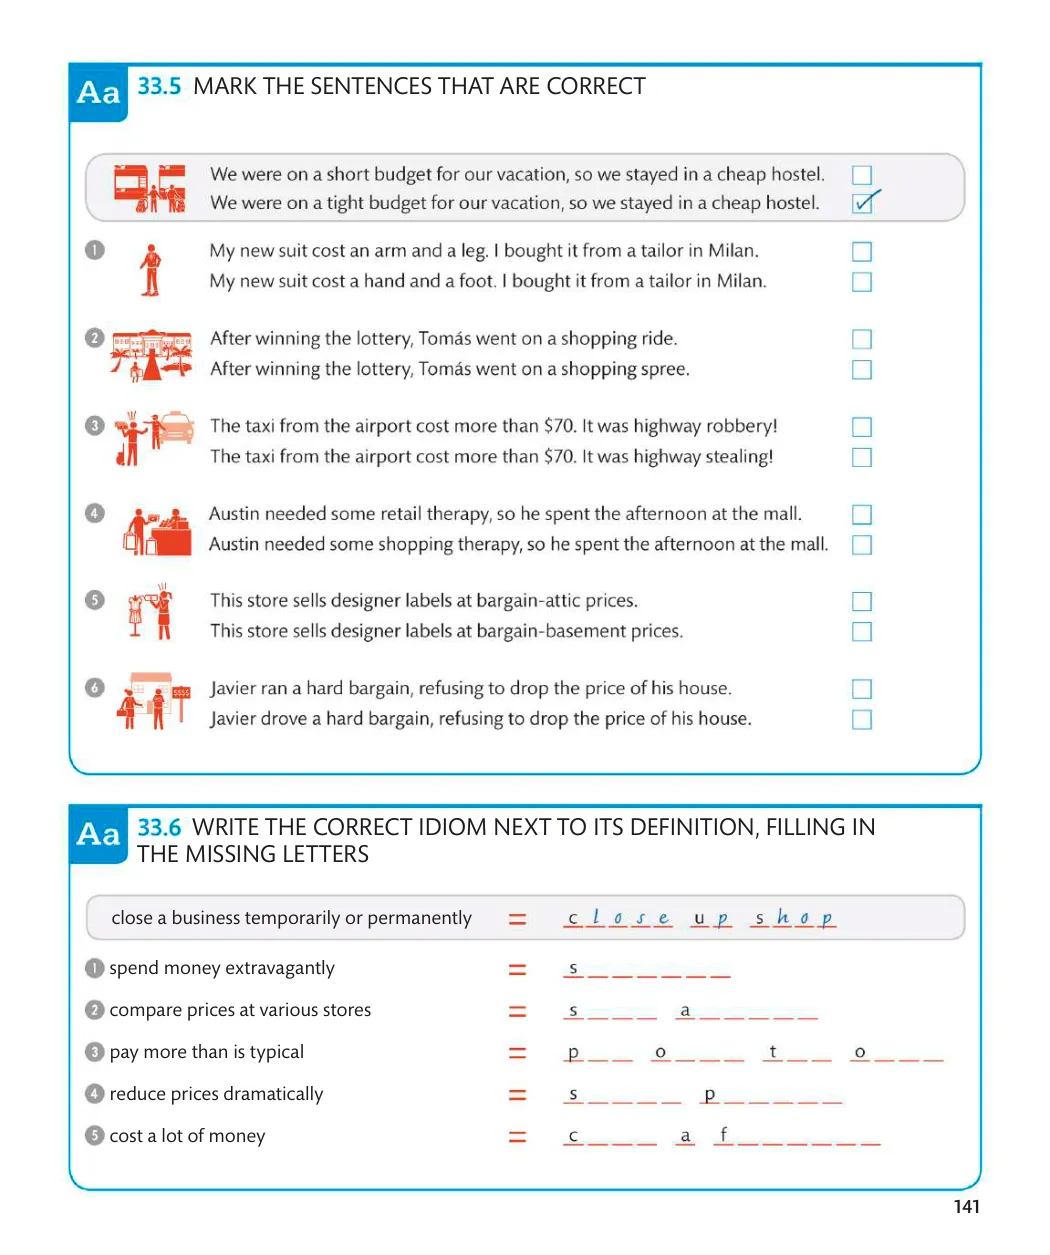 Aa 33.5 MARK THE SENTENCES THAT ARE CORRECT
We were on a short budget for our vacation, so we stayed in a cheap hostel.
We were on a tight budget for our vacation, so we stayed in a cheap hostel.
1 My new suit cost an arm and a leg. I bought it from a tailor in Milan.
My new suit cost a hand and a foot. I bought it from a tailor in Milan.
2 After winning the lottery, Tomás went on a shopping ride.
After winning the lottery, Tomás went on a shopping spree.
3 The taxi from the airport cost more than $70. It was highway robbery!
The taxi from the airport cost more than $70. It was highway stealing!
4 Austin needed some retail therapy, so he spent the afternoon at the mall.
Austin needed some shopping therapy, so he spent the afternoon at the mall.
5 This store sells designer labels at bargain-attic prices.
This store sells designer labels at bargain-basement prices.
6 $$$$ Javier ran a hard bargain, refusing to drop the price of his house.
Javier drove a hard bargain, refusing to drop the price of his house.
Aa 33.6 WRITE THE CORRECT IDIOM NEXT TO ITS DEFINITION, FILLING IN
THE MISSING LETTERS
close a business temporarily or permanently = close up shop
1 spend money extravagantly = s _ _ _ _ _ _
2 compare prices at various stores = s _ _ _ a _ _ _ _ _
3 pay more than is typical = p _ _ o _ _ _ t _ _ o _ _ _
4 reduce prices dramatically = s _ _ _ _ p _ _ _ _ _
5 cost a lot of money = c _ _ _ a f _ _ _ _ _ _
141